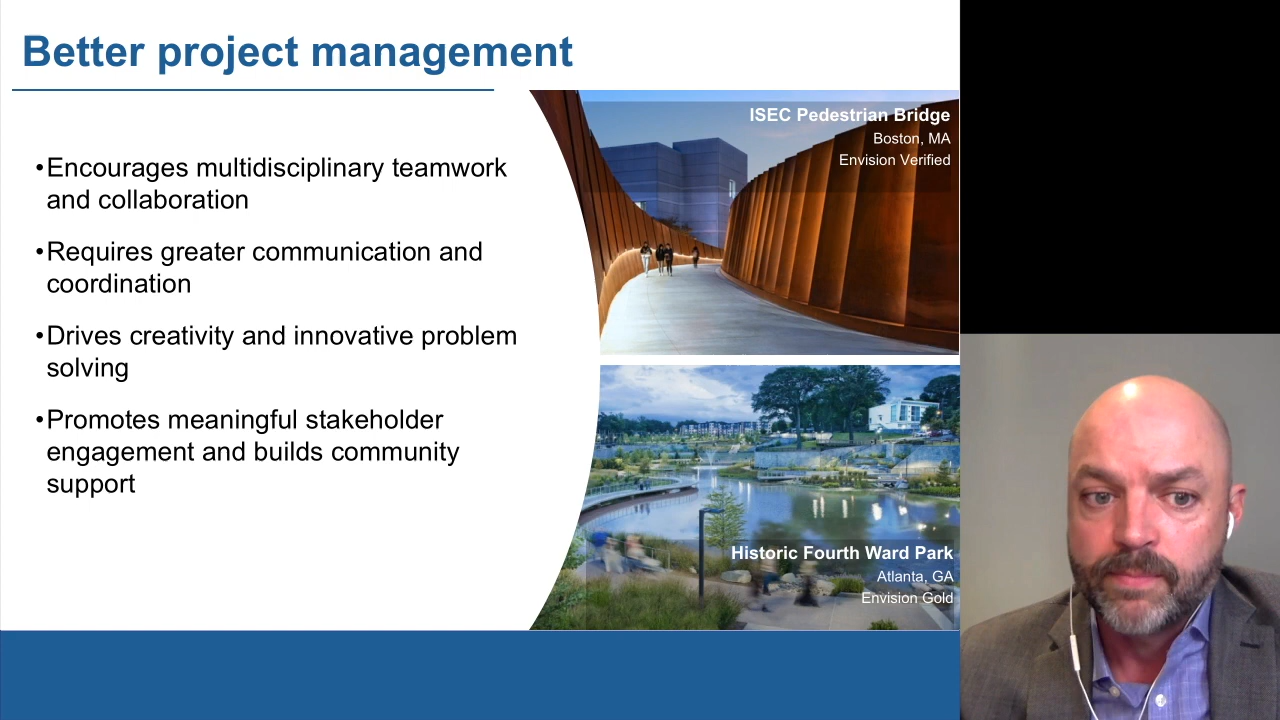 Better project management
•Encourages multidisciplinary teamwork
and collaboration
•Requires greater communication and
coordination
•Drives creativity and innovative problem
solving
•Promotes meaningful stakeholder
engagement and builds community
support
ISEC Pedestrian Bridge
Boston, MA
Envision Verified
Historic Fourth Ward Park
Atlanta, GA
Envision Gold